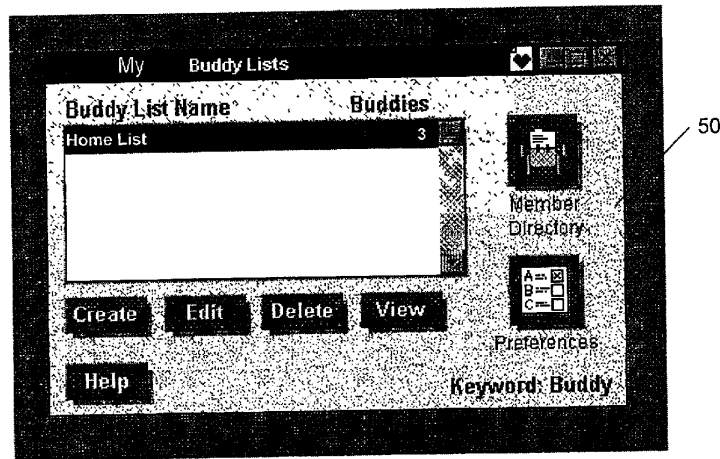 My Buddy Lists
Buddy List Name Buddies
Home List 3
50
Member
Directory
A=
B=
C=
Create Edit Delete View
Preferences
Help
Keyword: Buddy